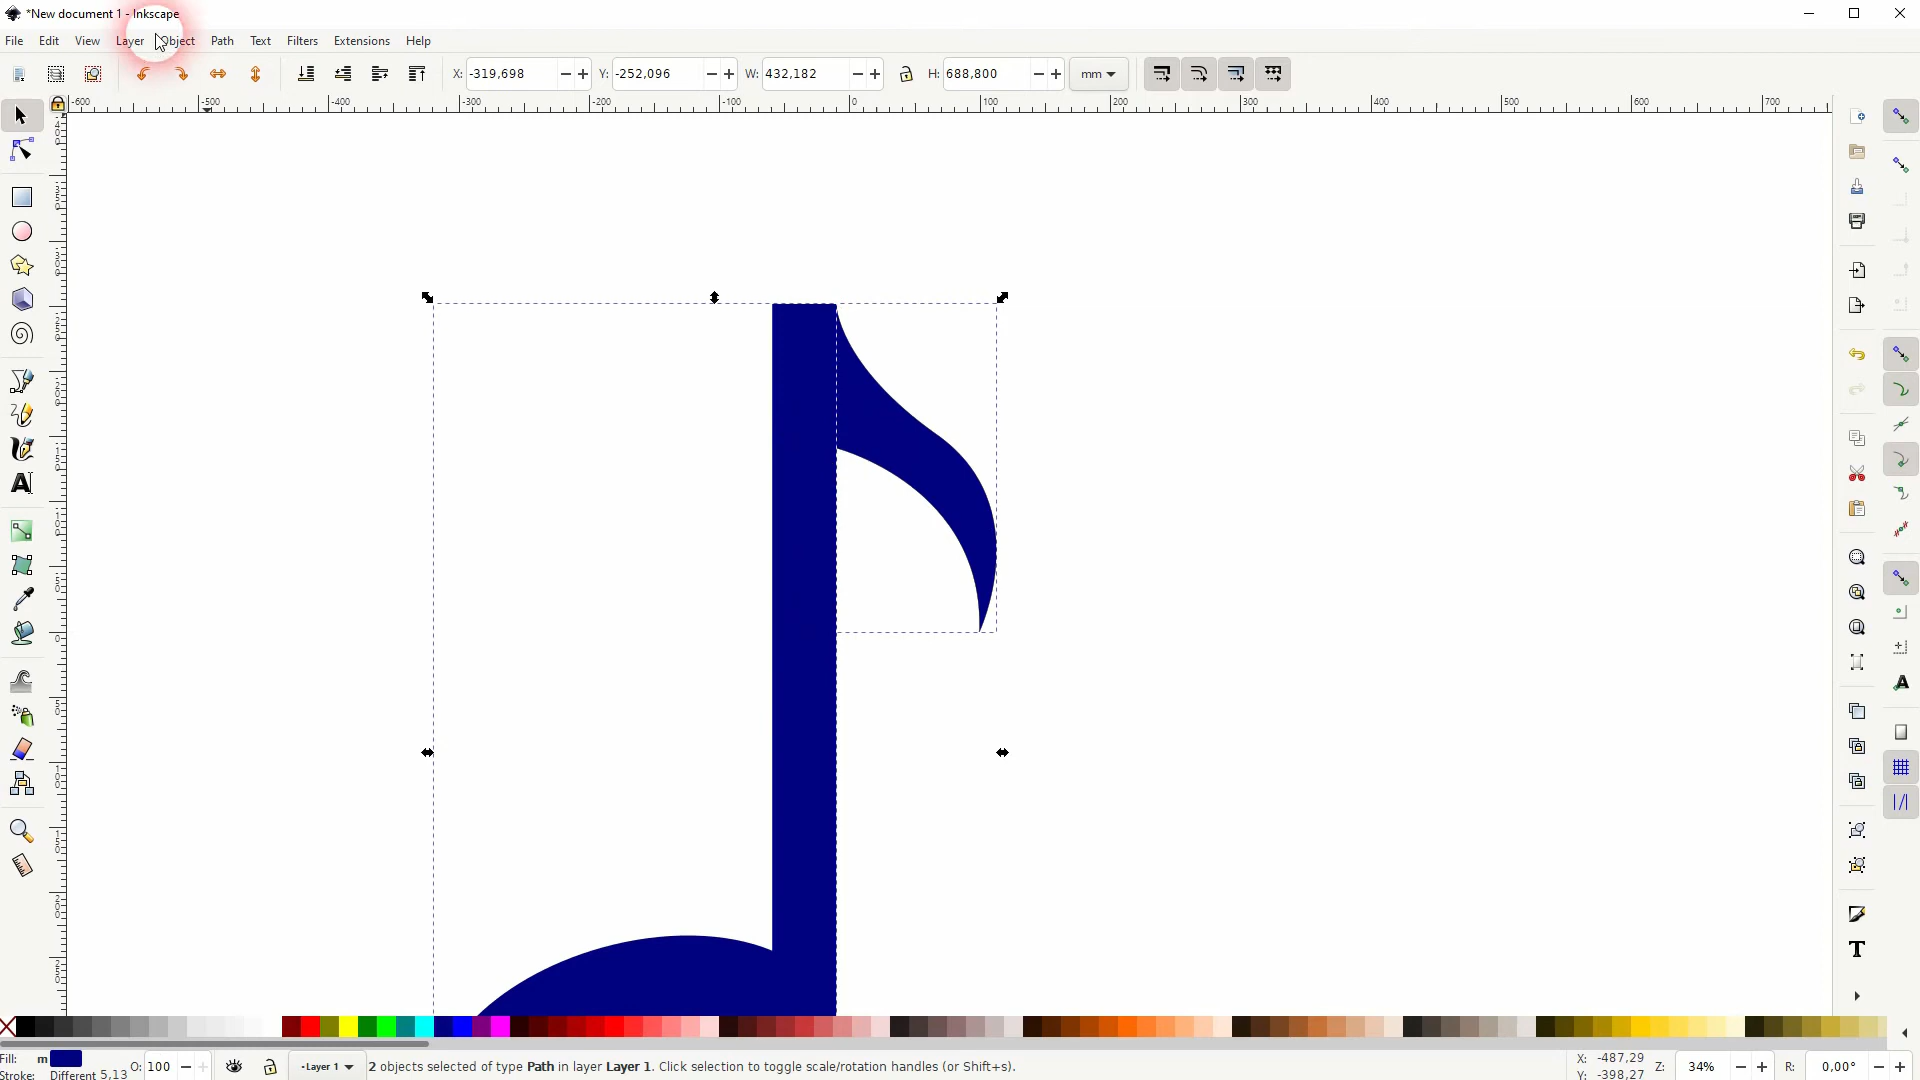 *New document 1 - Inkscape
File Edit View Layer Object Path Text Filters Extensions Help
X: -319,698 Y: -252,096 W: 432,182 H: 688,800 mm
-600 -500 -400 -300 -200 -100 0 100 200 300 400 500 600 700
Fill: m O: 100 Layer 1 2 objects selected of type Path in layer Layer 1. Click selection to toggle scale/rotation handles (or Shift+s). X: -487,29 Z: 34% R: 0,00°
Stroke: Different 5,13 Y: -398,27